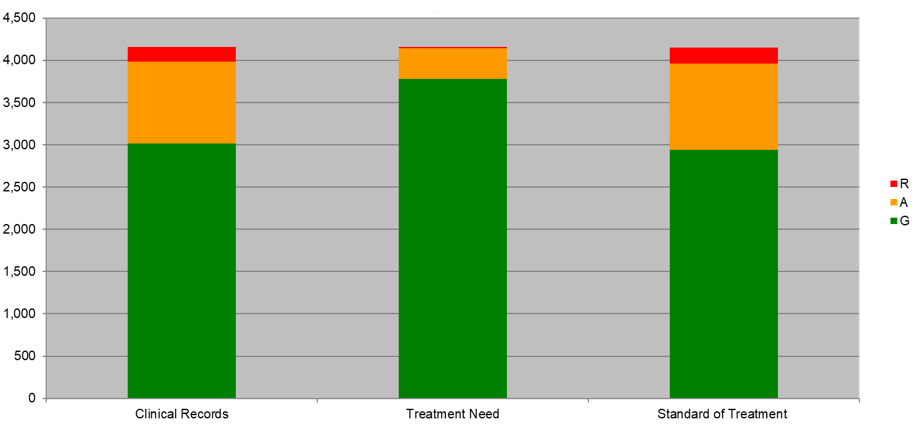 4,500
4,000
3,500
3,000
2,500
2,000
1,500
1,000
500
0
Clinical Records Treatment Need Standard of Treatment
R
A
G